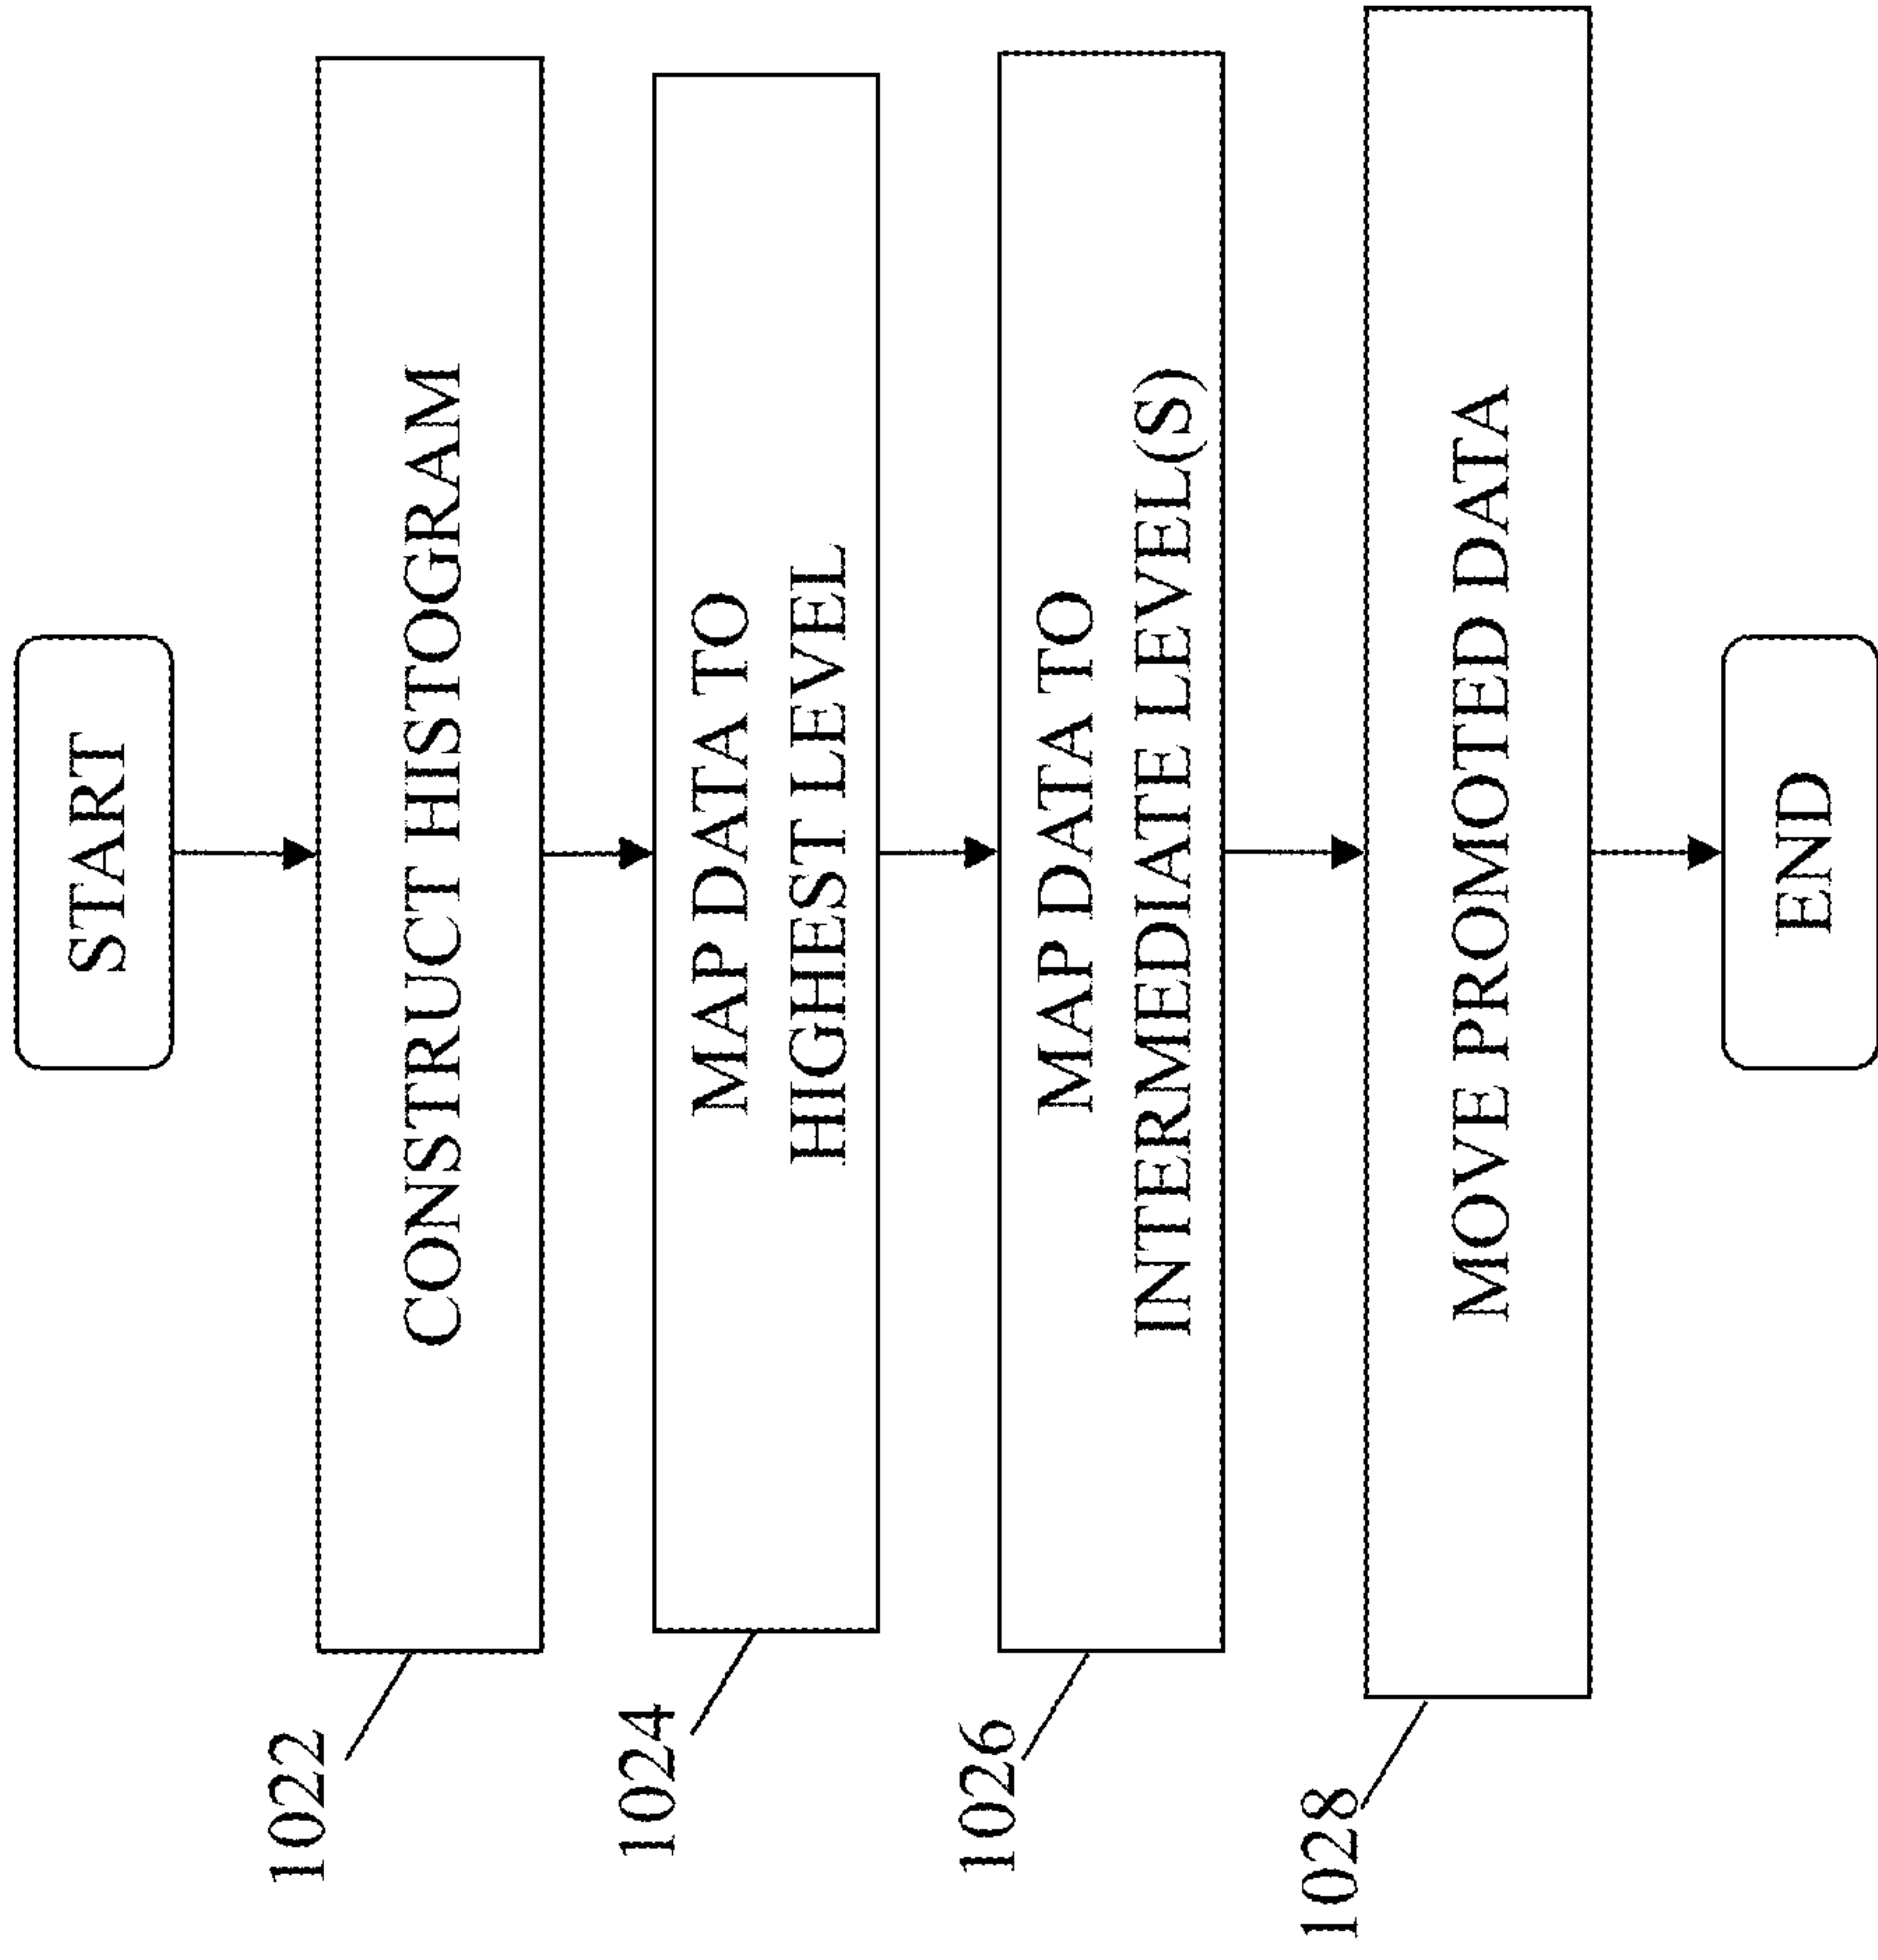 START
1022
CONSTRUCT HISTOGRAM
1024
MAP DATA TO
HIGHEST LEVEL
1026
MAP DATA TO
INTERMEDIATE LEVEL(S)
1028
MOVE PROMOTED DATA
END